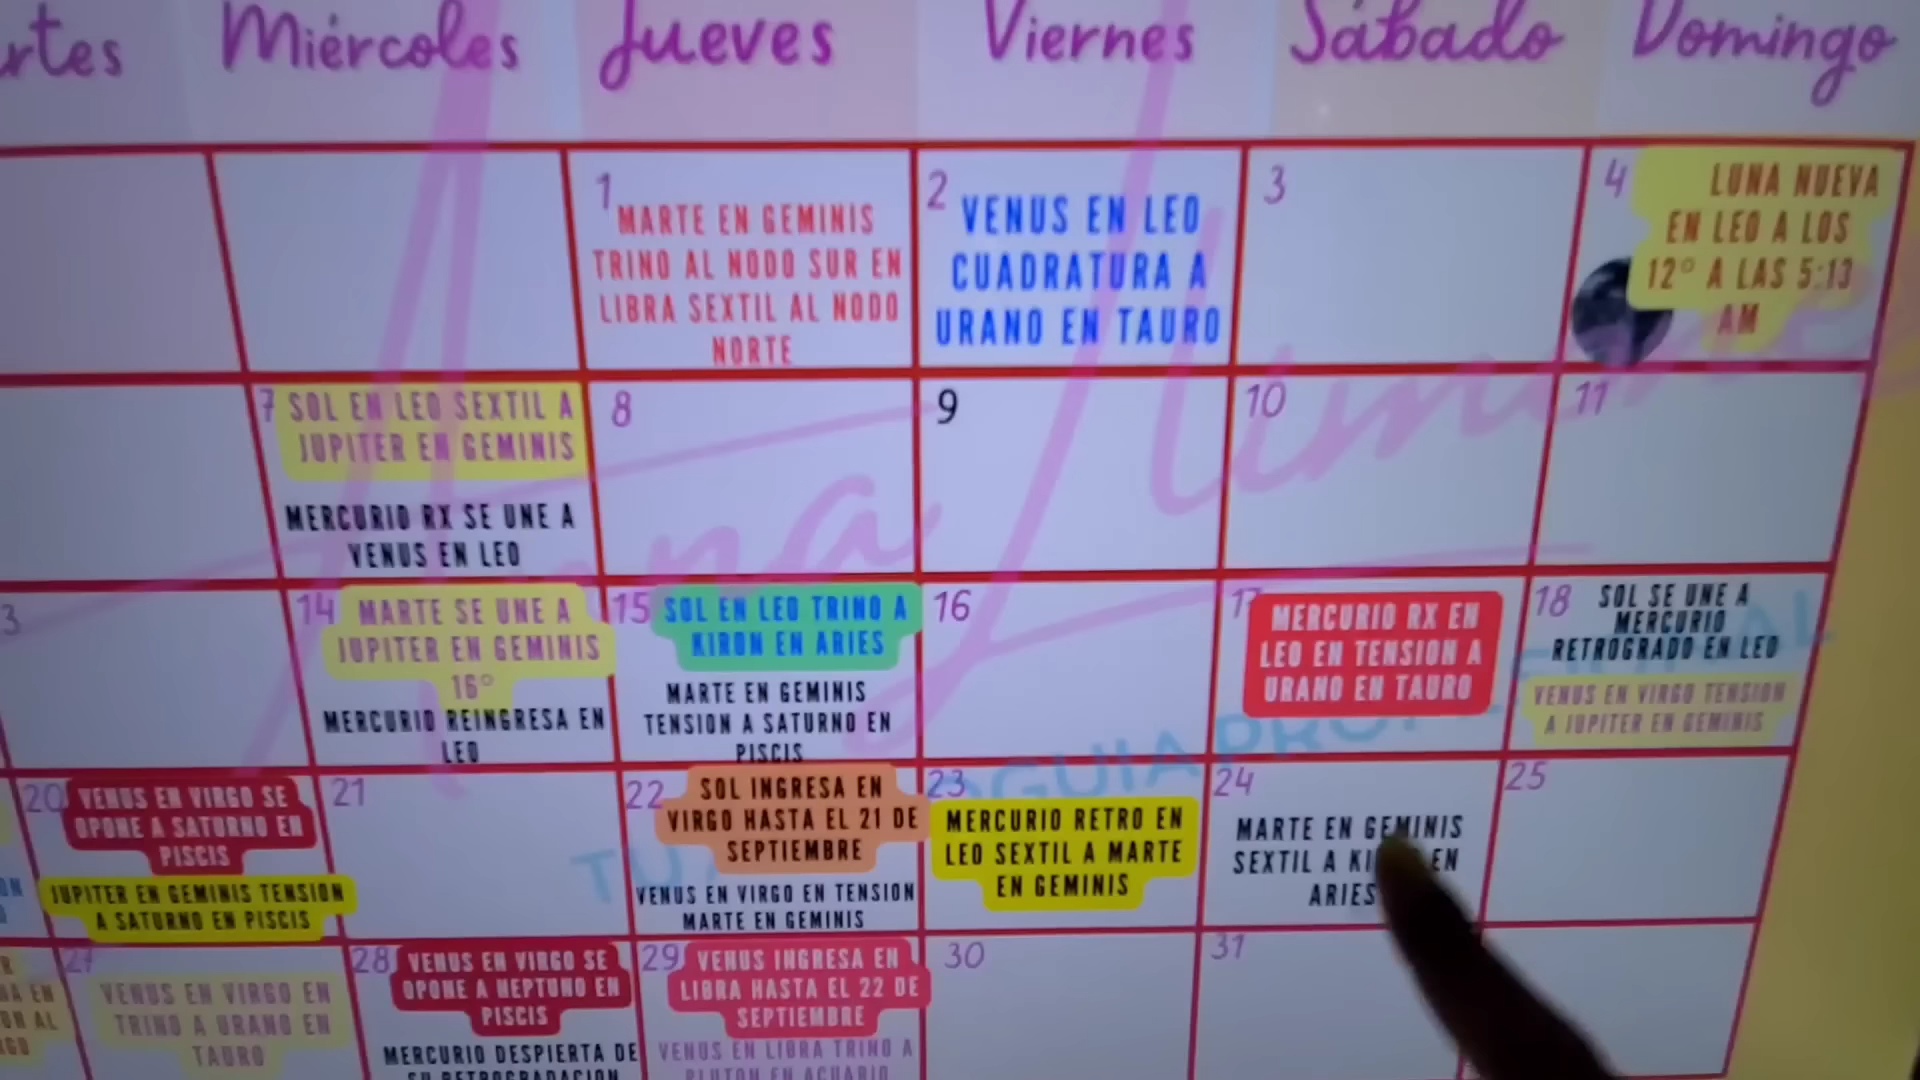 Miércoles
Jueves
Viernes
Sábado
Domingo
1
MARTE EN GEMINIS
TRINO AL NODO SUR EN
LIBRA SEXTIL AL NODO
NORTE
2
VENUS EN LEO
CUADRATURA A
URANO EN TAURO
3
4
LUNA NUEVA
EN LEO A LOS
12° A LAS 5:13
AM
7
SOL EN LEO SEXTIL A
JUPITER EN GEMINIS
MERCURIO RX SE UNE A
VENUS EN LEO
8
9
10
11
14
MARTE SE UNE A
JUPITER EN GEMINIS
16°
MERCURIO REINGRESA EN
LEO
15
SOL EN LEO TRINO A
KIRON EN ARIES
MARTE EN GEMINIS
TENSION A SATURNO EN
PISCIS
16
17
MERCURIO RX EN
LEO EN TENSION A
URANO EN TAURO
18
SOL SE UNE A
MERCURIO
RETROGRADO EN LEO
VENUS EN VIRGO TENSION
A JUPITER EN GEMINIS
20
VENUS EN VIRGO SE
OPONE A SATURNO EN
PISCIS
JUPITER EN GEMINIS TENSION
A SATURNO EN PISCIS
21
22
SOL INGRESA EN
VIRGO HASTA EL 21 DE
SEPTIEMBRE
VENUS EN VIRGO EN TENSION
MARTE EN GEMINIS
23
MERCURIO RETRO EN
LEO SEXTIL A MARTE
EN GEMINIS
24
MARTE EN GEMINIS
SEXTIL A EN
ARIES
25
27
VENUS EN VIRGO EN
TRINO A URANO EN
TAURO
28
VENUS EN VIRGO SE
OPONE A NEPTUNO EN
PISCIS
MERCURIO DESPIERTA DE
SU RETROGRADACION
29
VENUS INGRESA EN
LIBRA HASTA EL 22 DE
SEPTIEMBRE
VENUS EN LIBRA TRINO A
PLUTON EN ACUARIO
30
31